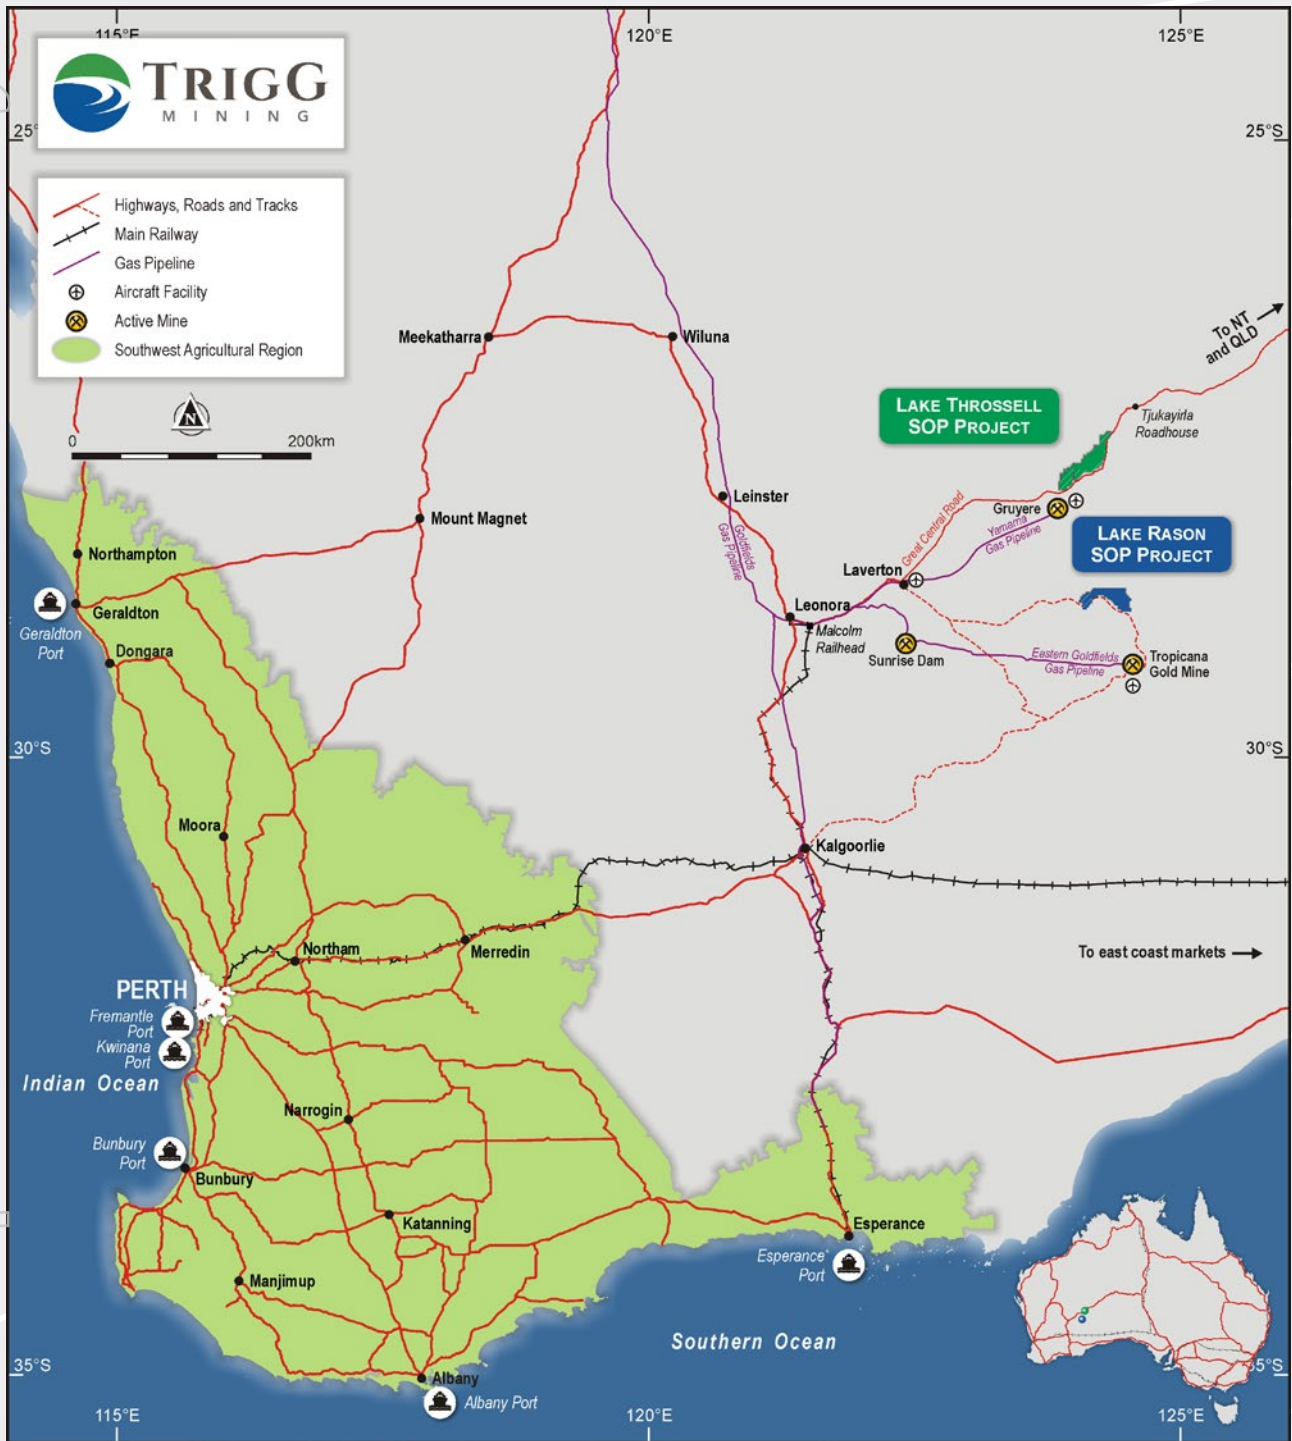 115°E
120°E
125°E
TRIGG
MINING
25°
25°S
Highways, Roads and Tracks
Main Railway
Gas Pipeline
Aircraft Facility
Active Mine
Southwest Agricultural Region
N
0
200km
To NT
and QLD
Meekatharra
Wiluna
LAKE THROSSELL
SOP PROJECT
Tjukayirla
Roadhouse
Leinster
Mount Magnet
Great Central Road
Gruyere
Yamarna
Gas Pipeline
LAKE RASON
SOP PROJECT
Goldfields
Gas Pipeline
Northampton
Laverton
Geraldton
Geraldton
Port
Leonora
Malcolm
Railhead
Dongara
Sunrise Dam
Eastern Goldfields
Gas Pipeline
Tropicana
Gold Mine
30°S
30°S
Moora
Kalgoorlie
Northam
Merredin
To east coast markets
PERTH
Fremantle
Port
Kwinana
Port
Indian Ocean
Narrogin
Bunbury
Port
Bunbury
Katanning
Esperance
Esperance
Port
Manjimup
Southern Ocean
35°S
35°S
Albany
Albany Port
115°E
120°E
125°E